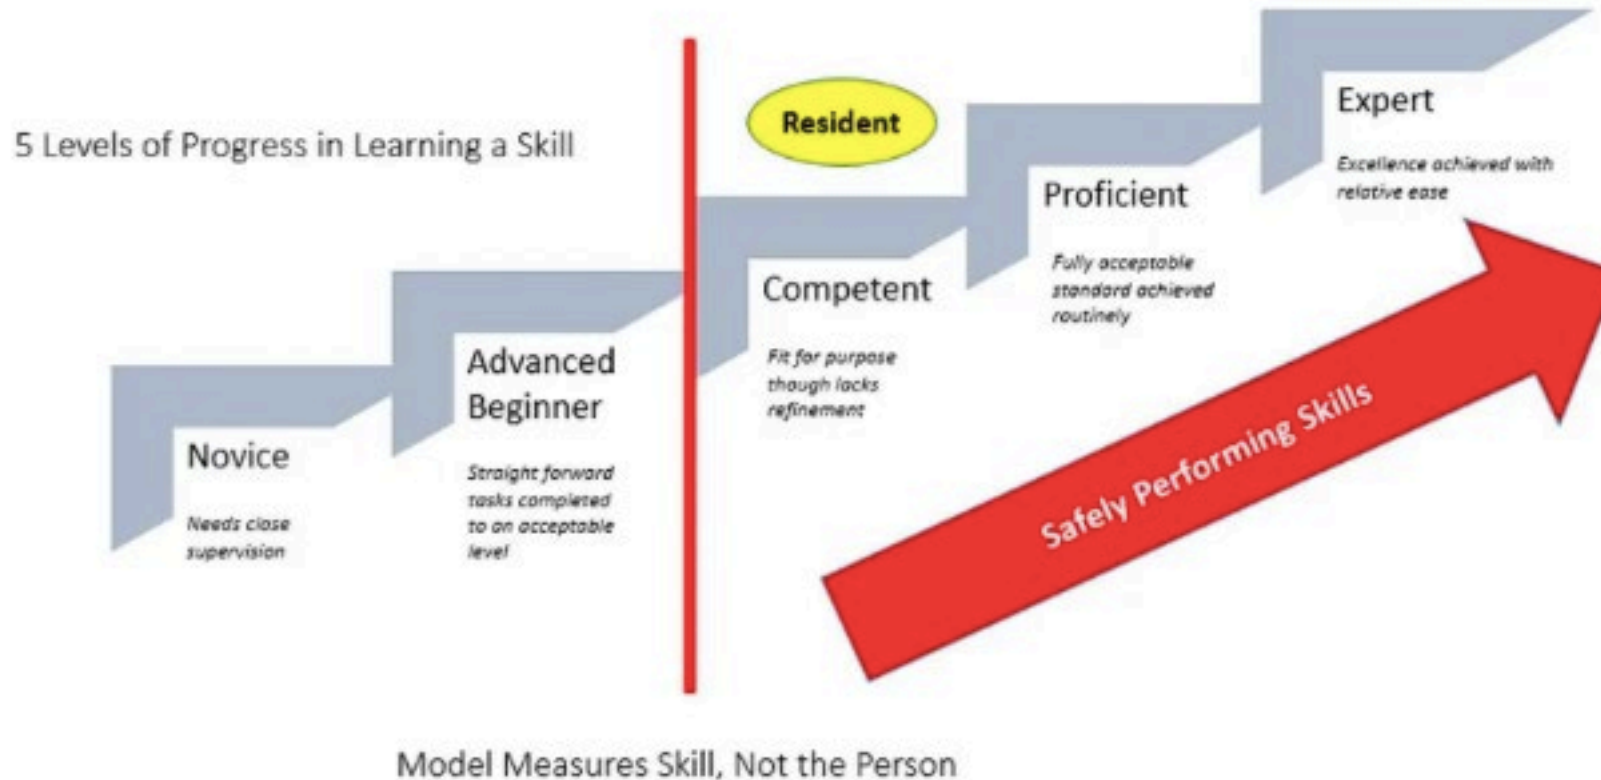 5 Levels of Progress in Learning a Skill
Resident
Novice
Needs close
supervision
Advanced
Beginner
Straight forward
tasks completed
to an acceptable
level
Competent
Fit for purpose
though lacks
refinement
Proficient
Fully acceptable
standard achieved
routinely
Expert
Excellence achieved with
relative ease
Safely Performing Skills
Model Measures Skill, Not the Person